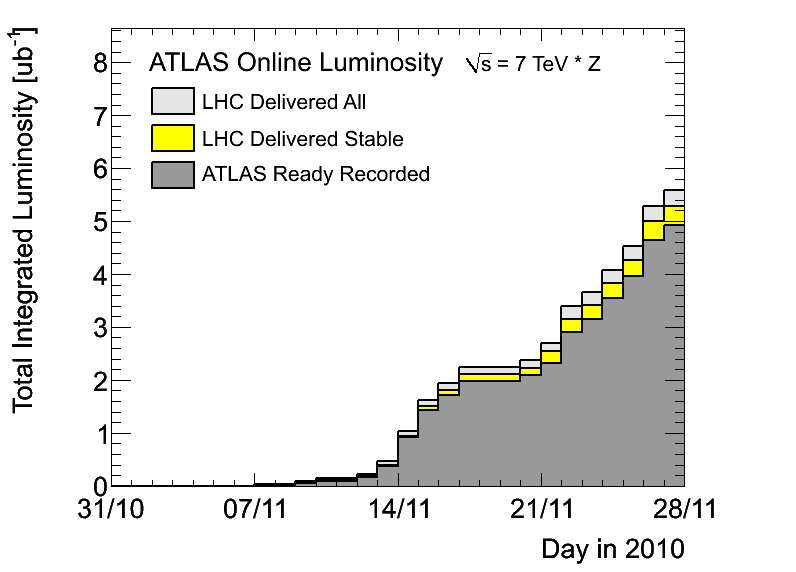 Total Integrated Luminosity [ub⁻¹]
8
7
6
5
4
3
2
1
0
ATLAS Online Luminosity √s = 7 TeV * Z
LHC Delivered All
LHC Delivered Stable
ATLAS Ready Recorded
31/10 07/11 14/11 21/11 28/11
Day in 2010